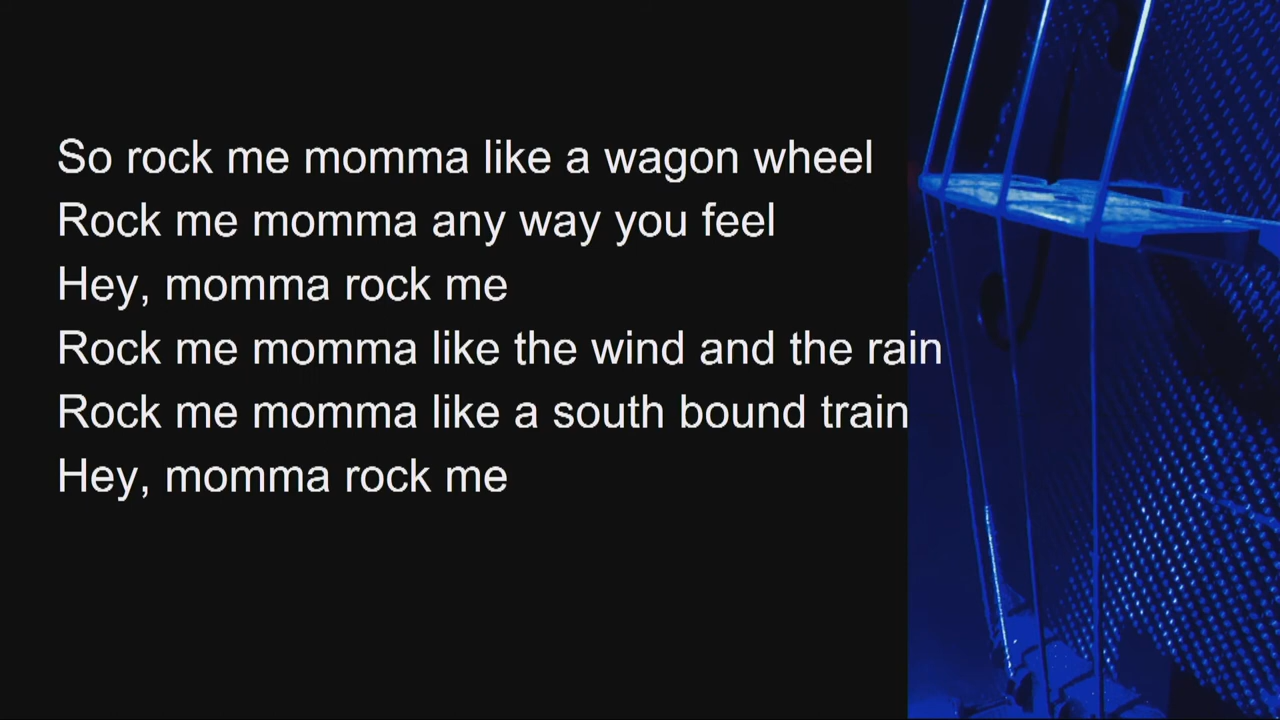 So rock me momma like a wagon wheel
Rock me momma any way you feel
Hey, momma rock me
Rock me momma like the wind and the rain
Rock me momma like a south bound train
Hey, momma rock me